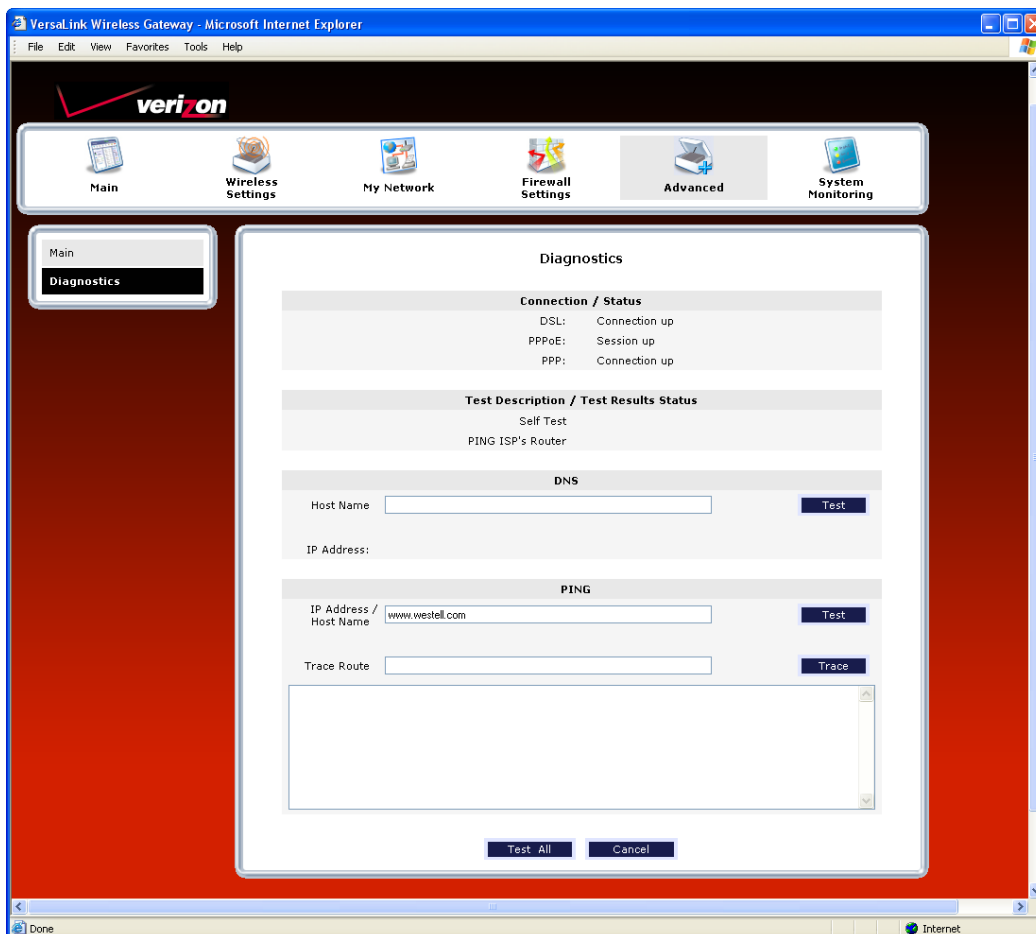 VersaLink Wireless Gateway - Microsoft Internet Explorer
File Edit View Favorites Tools Help
verizon
Main
Wireless Settings
My Network
Firewall Settings
Advanced
System Monitoring
Main
Diagnostics
Diagnostics
Connection / Status
DSL: Connection up
PPPoE: Session up
PPP: Connection up
Test Description / Test Results Status
Self Test
PING ISP's Router
DNS
Host Name Test
IP Address:
PING
IP Address / Host Name www.westell.com Test
Trace Route Trace
Test All Cancel
Done Internet